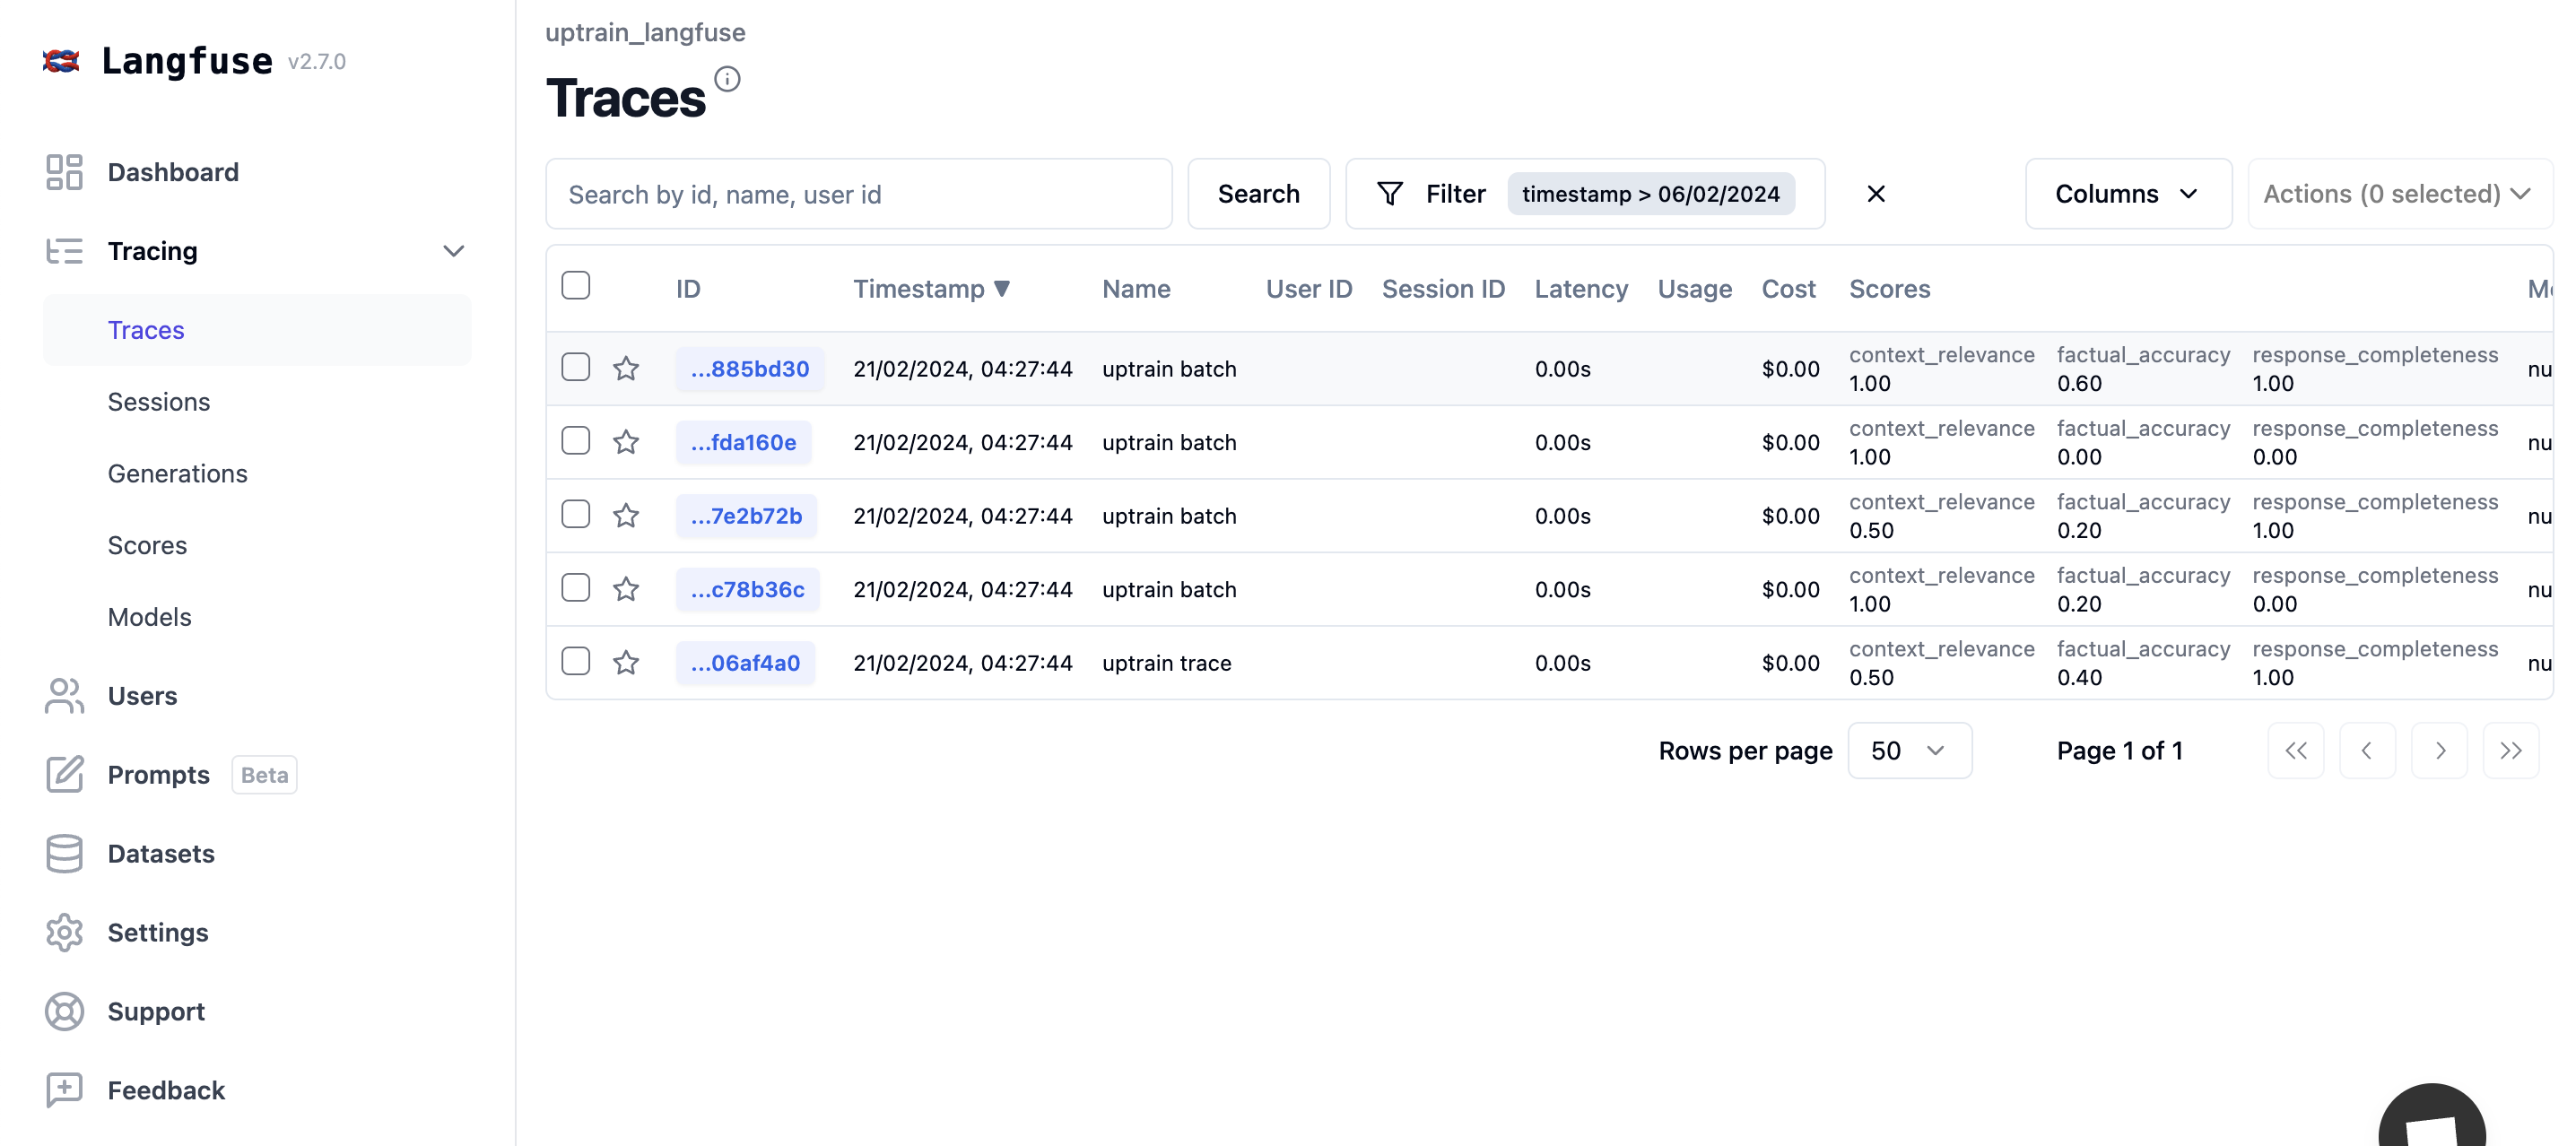 Langfuse v2.7.0
Dashboard
Tracing
Traces
Sessions
Generations
Scores
Models
Users
Prompts Beta
Datasets
Settings
Support
Feedback
uptrain_langfuse
Traces
Search by id, name, user id Search Filter timestamp > 06/02/2024 Columns Actions (0 selected)
ID Timestamp ▼ Name User ID Session ID Latency Usage Cost Scores
...885bd30 21/02/2024, 04:27:44 uptrain batch 0.00s $0.00 context_relevance 1.00 factual_accuracy 0.60 response_completeness 1.00
...fda160e 21/02/2024, 04:27:44 uptrain batch 0.00s $0.00 context_relevance 1.00 factual_accuracy 0.00 response_completeness 0.00
...7e2b72b 21/02/2024, 04:27:44 uptrain batch 0.00s $0.00 context_relevance 0.50 factual_accuracy 0.20 response_completeness 1.00
...c78b36c 21/02/2024, 04:27:44 uptrain batch 0.00s $0.00 context_relevance 1.00 factual_accuracy 0.20 response_completeness 0.00
...06af4a0 21/02/2024, 04:27:44 uptrain trace 0.00s $0.00 context_relevance 0.50 factual_accuracy 0.40 response_completeness 1.00
Rows per page 50 Page 1 of 1